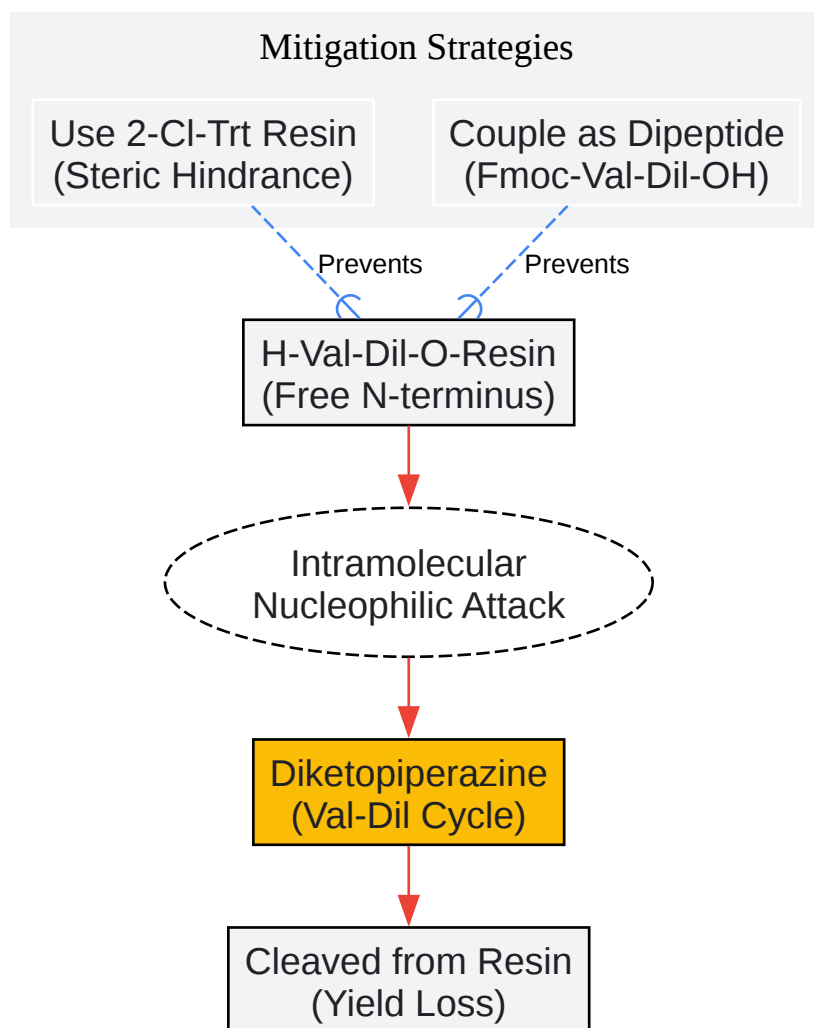 Mitigation Strategies
Use 2-Cl-Trt Resin
(Steric Hindrance)
Couple as Dipeptide
(Fmoc-Val-Dil-OH)
Prevents
Prevents
H-Val-Dil-O-Resin
(Free N-terminus)
Intramolecular
Nucleophilic Attack
Diketopiperazine
(Val-Dil Cycle)
Cleaved from Resin
(Yield Loss)